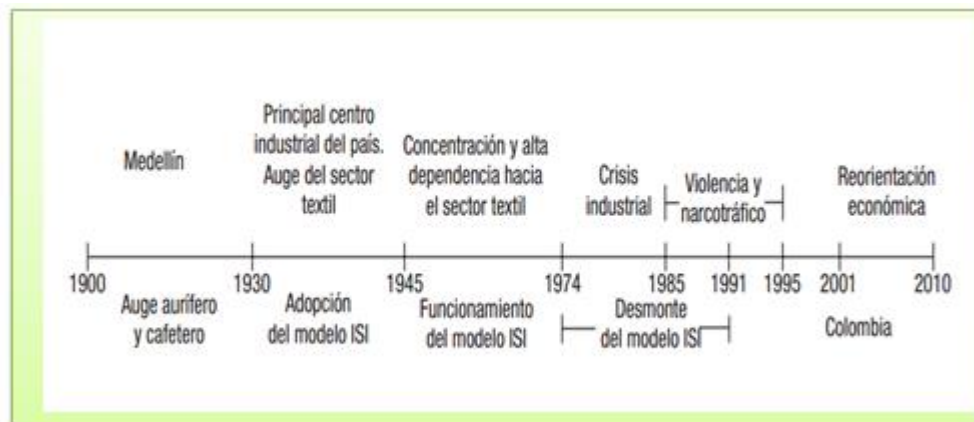 Medellín
Principal centro
industrial del país.
Auge del sector
textil
Concentración y alta
dependencia hacia
el sector textil
Crisis
industrial
Violencia y
narcotráfico
Reorientación
económica
1900 1930 1945 1974 1985 1991 1995 2001 2010
Auge aurífero
y cafetero
Adopción
del modelo ISI
Funcionamiento
del modelo ISI
Desmonte
del modelo ISI
Colombia